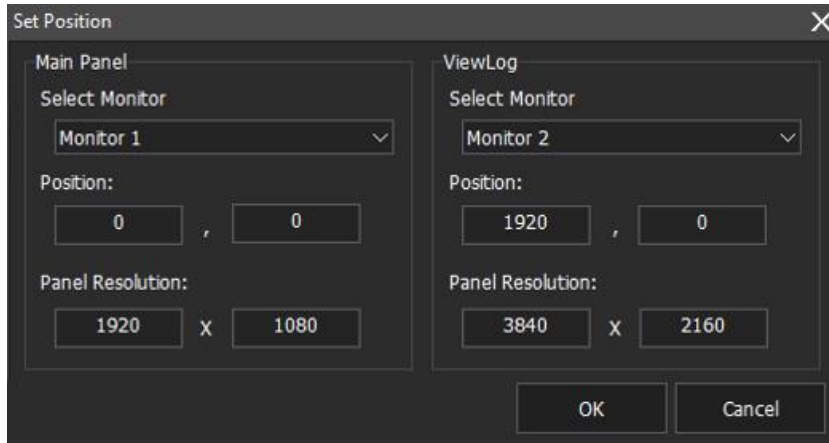 Set Position
Main Panel
Select Monitor
Monitor 1
Position:
0 , 0
Panel Resolution:
1920 X 1080
ViewLog
Select Monitor
Monitor 2
Position:
1920 , 0
Panel Resolution:
3840 X 2160
OK Cancel